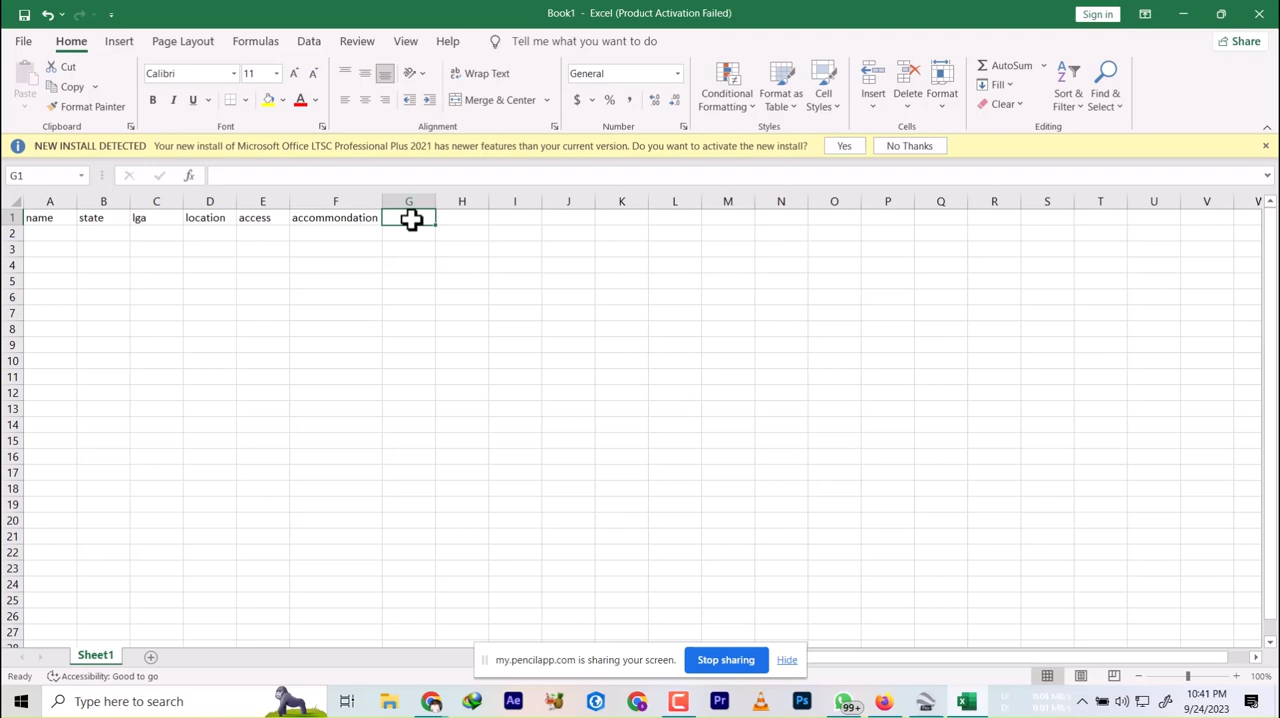 Book1 - Excel (Product Activation Failed)
Sign in
File Home Insert Page Layout Formulas Data Review View Help Tell me what you want to do Share
Paste Cut Copy Format Painter Clipboard
Calibri 11 B I U A Font
Wrap Text Merge & Center Alignment
General $ % , Number
Conditional Formatting Format as Table Cell Styles Styles
Insert Delete Format Cells
AutoSum Fill Clear Sort & Filter Find & Select Editing
NEW INSTALL DETECTED Your new install of Microsoft Office LTSC Professional Plus 2021 has newer features than your current version. Do you want to activate the new install? Yes No Thanks
G1 fx
A B C D E F G H I J K L M N O P Q R S T U V W
1 name state lga location access accommondation
2
3
4
5
6
7
8
9
10
11
12
13
14
15
16
17
18
19
20
21
22
23
24
25
26
27
28
Sheet1
my.pencilapp.com is sharing your screen. Stop sharing Hide
Ready Accessibility: Good to go 100%
Type here to search Ae Pr Ps 99+ 10:41 PM
9/24/2023